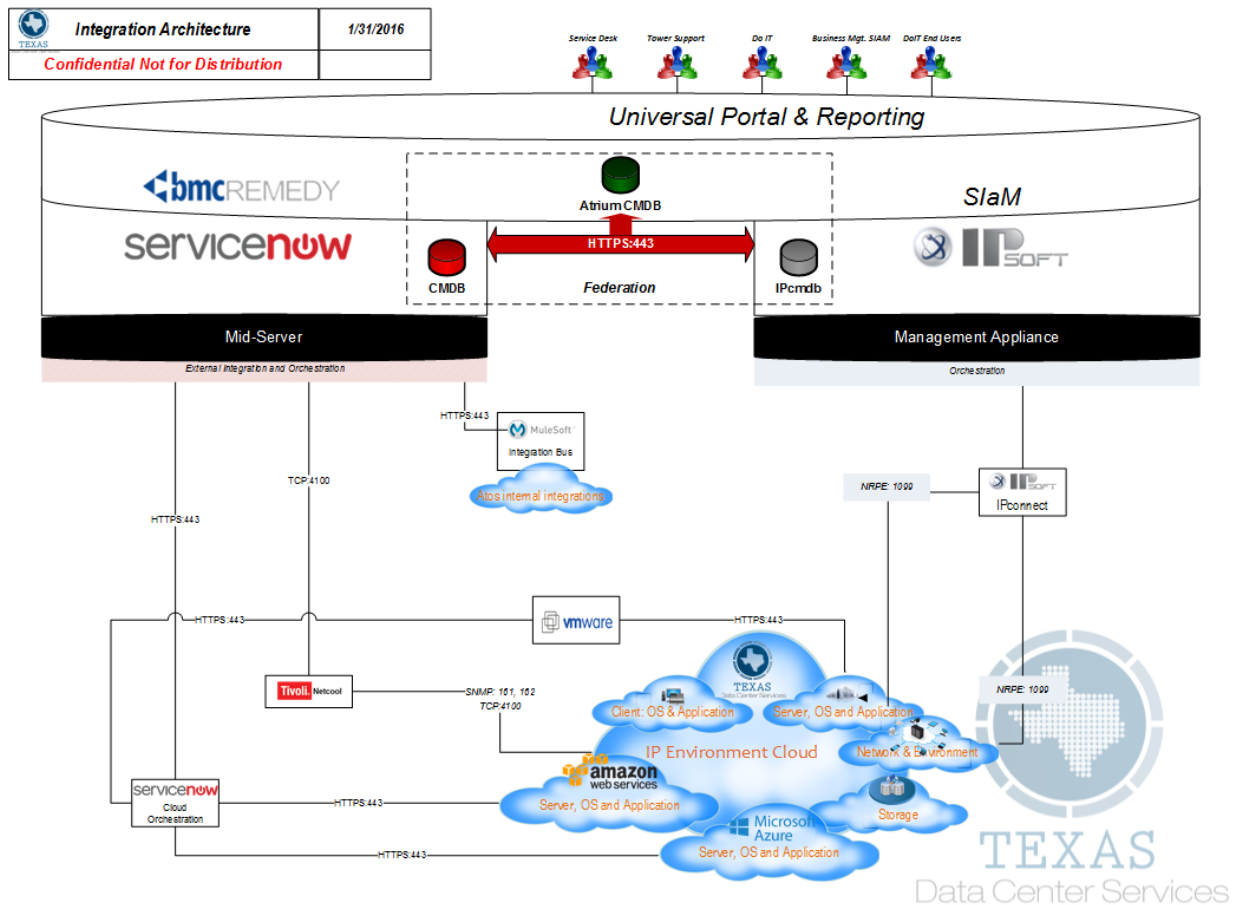 Integration Architecture
1/31/2016
TEXAS
Confidential Not for Distribution
Service Desk
Tower Support
Do IT
Business Mgt. SIAM
DoIT End Users
Universal Portal & Reporting
bmcREMEDY
Atrium CMDB
SIaM
servicenow
HTTPS:443
IPSOFT
CMDB
Federation
IPcmdb
Mid-Server
Management Appliance
External Integration and Orchestration
Orchestration
HTTPS:443
MuleSoft™
Integration Bus
TCP:4100
Atos internal integrations
NRPE: 1099
IPSOFT
IPconnect
HTTPS:443
HTTPS:443
vmware
HTTPS:443
TEXAS
Data Center Services
Tivoli. Netcool
SNMP: 161, 162
TCP:4100
NRPE: 1099
Client: OS & Application
Server, OS and Application
IP Environment Cloud
Network & Environment
amazon
web services
servicenow
Cloud
Orchestration
HTTPS:443
Server, OS and Application
Storage
Microsoft
Azure
HTTPS:443
Server, OS and Application
TEXAS
Data Center Services